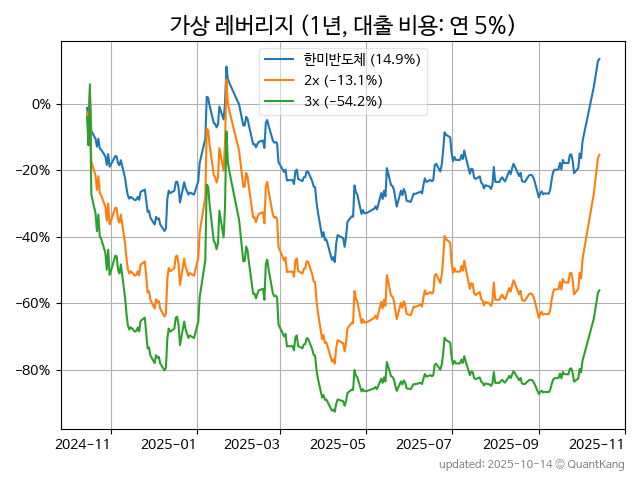 가상 레버리지 (1년, 대출 비용: 연 5%)
한미반도체 (14.9%)
2x (−13.1%)
3x (−54.2%)
0%
−20%
−40%
−60%
−80%
2024−11 2025−01 2025−03 2025−05 2025−07 2025−09 2025−11
updated: 2025-10-14 © QuantKang